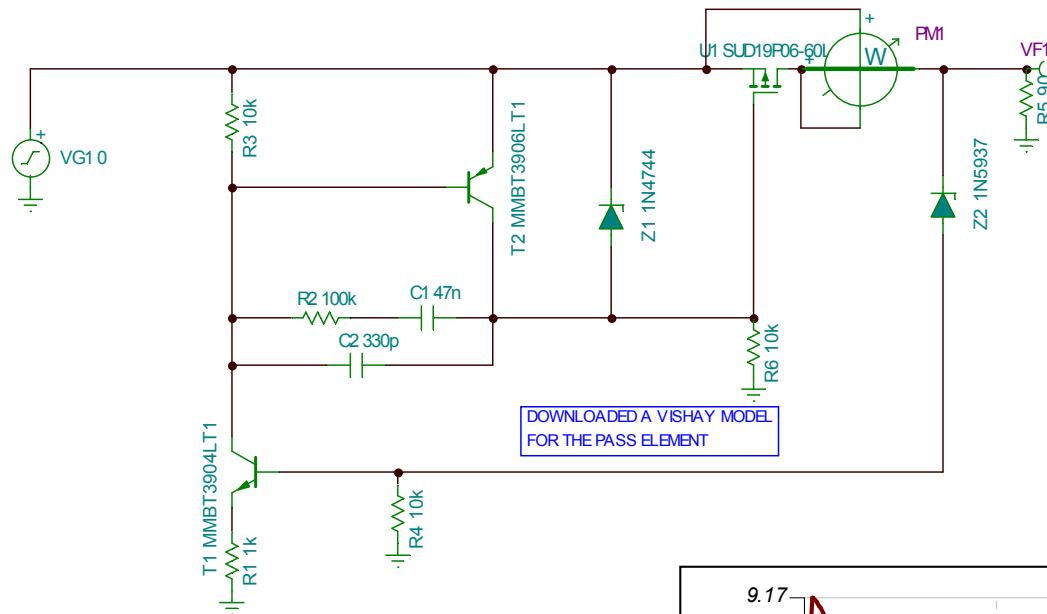 U1 SUD19P06-60L
+
+
W
PM1
VF1
R5 90
+
VG1 0
R3 10k
T2 MMBT3906LT1
Z1 1N4744
Z2 1N5937
R2 100k
C1 47n
C2 330p
R6 10k
DOWNLOADED A VISHAY MODEL
FOR THE PASS ELEMENT
T1 MMBT3904LT1
R4 10k
R1 1k
9.17